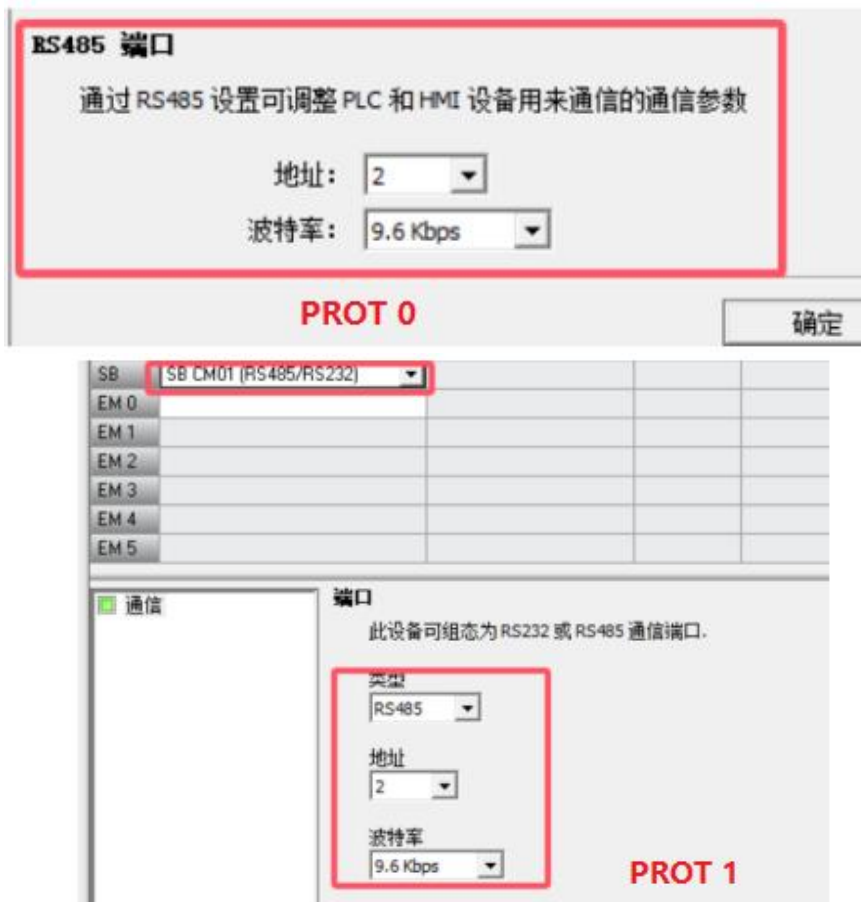 RS485 端口
通过 RS485 设置可调整 PLC 和 HMI 设备用来通信的通信参数
地址： 2
波特率： 9.6 Kbps
PROT 0
确定
SB SB CM01 (RS485/RS232)
EM 0
EM 1
EM 2
EM 3
EM 4
EM 5
通信
端口
此设备可组态为 RS232 或 RS485 通信端口.
类型
RS485
地址
2
波特率
9.6 Kbps
PROT 1